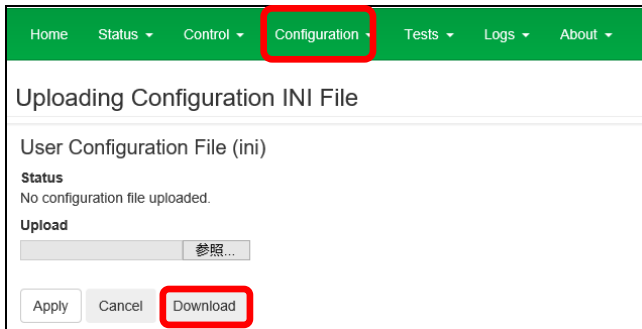 Home Status Control Configuration Tests Logs About
Uploading Configuration INI File
User Configuration File (ini)
Status
No configuration file uploaded.
Upload
参照...
Apply Cancel Download